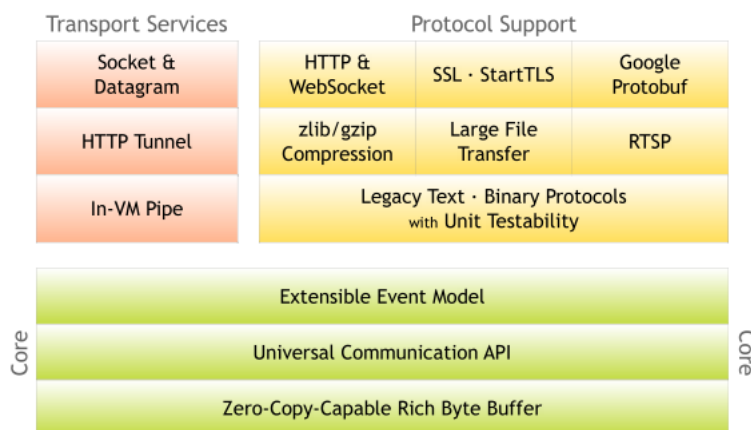 Transport Services
Protocol Support
Socket &
Datagram
HTTP Tunnel
In-VM Pipe
HTTP &
WebSocket
SSL · StartTLS
Google
Protobuf
zlib/gzip
Compression
Large File
Transfer
RTSP
Legacy Text · Binary Protocols
with Unit Testability
Core
Extensible Event Model
Universal Communication API
Zero-Copy-Capable Rich Byte Buffer
Core